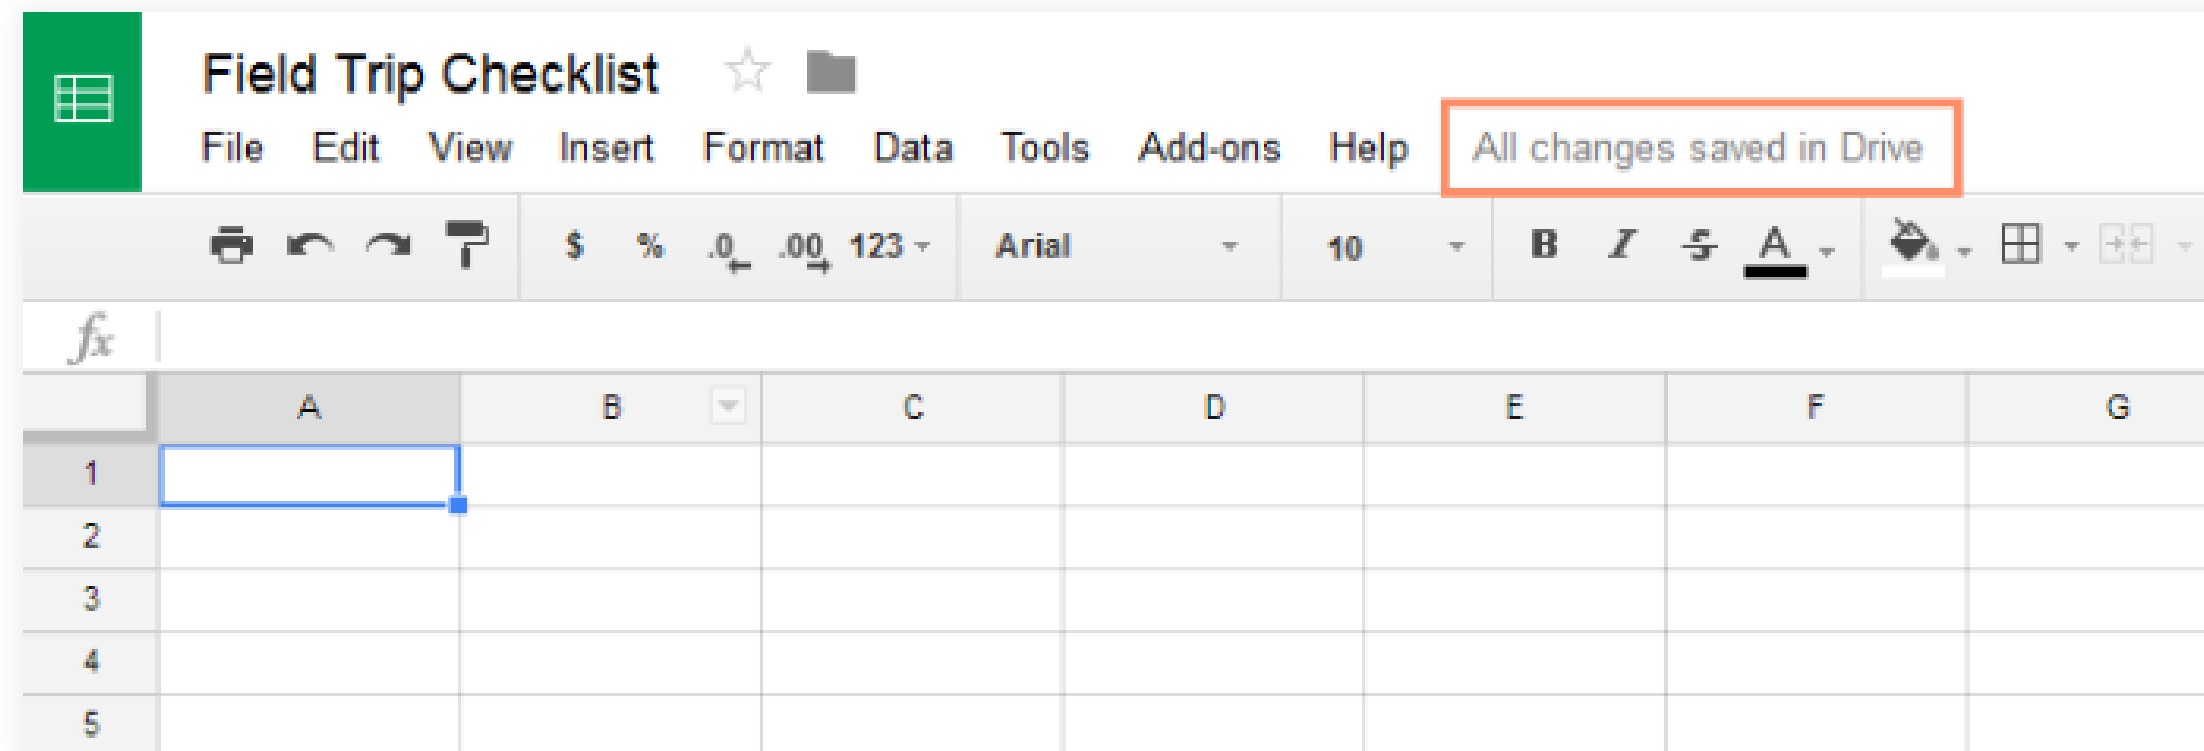 Field Trip Checklist
File Edit View Insert Format Data Tools Add-ons Help All changes saved in Drive
$ % .0 .00 123 Arial 10 B I S A
fx
A B C D E F G
1
2
3
4
5